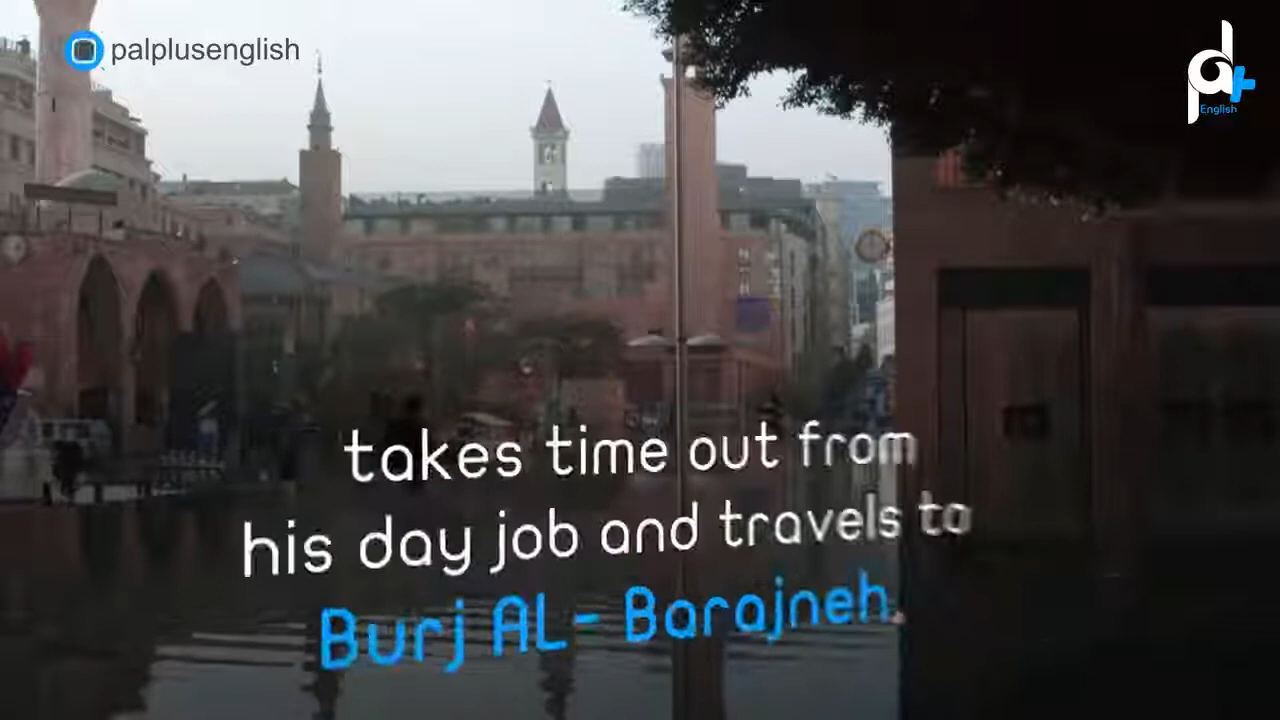 palplusenglish
English
takes time out from
his day job and travels to
Burj AL- Barajneh.